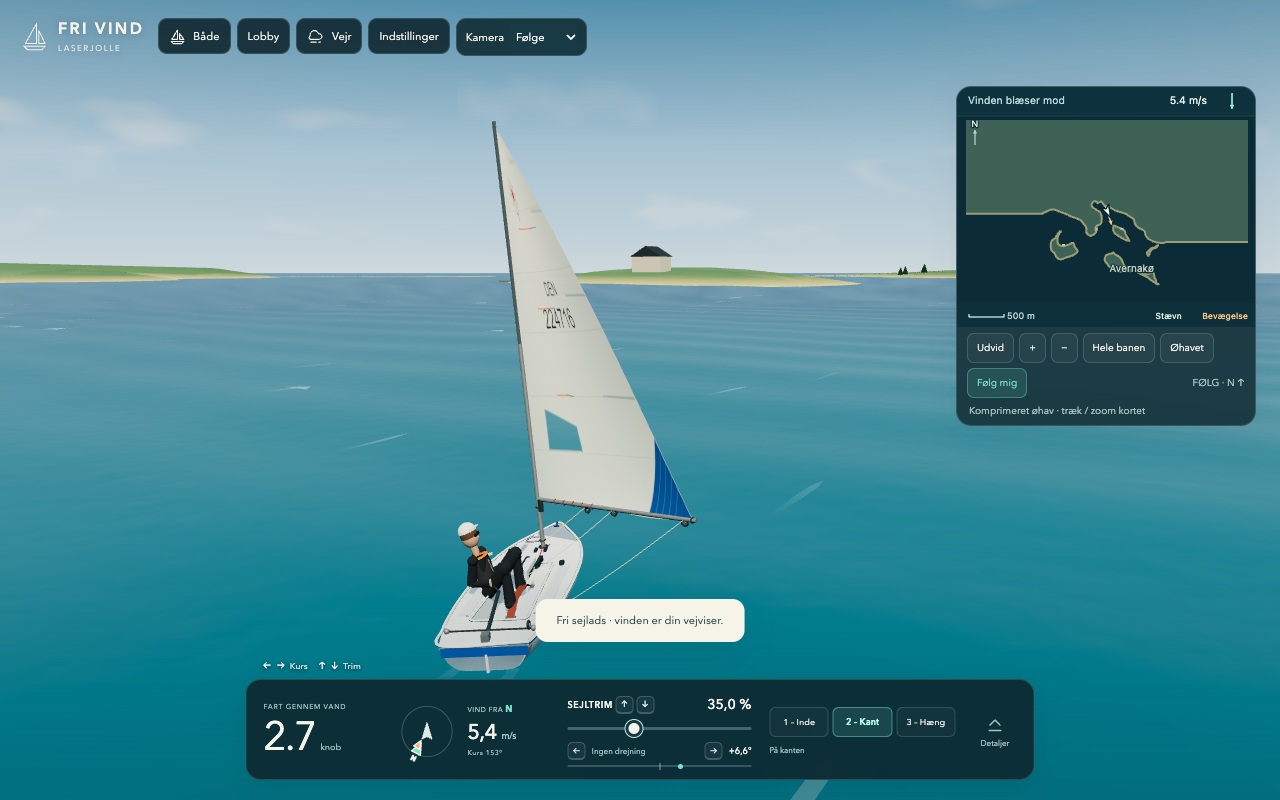 FRI VIND
LASERJOLLE
Både
Lobby
Vejr
Indstillinger
Kamera Følge
Vinden blæser mod 5.4 m/s
N
Avernakø
500 m
Stævn Bevægelse
Udvid + − Hele banen Øhavet
Følg mig FØLG · N ↑
Komprimeret øhav · træk / zoom kortet
DEN
224716
Fri sejlads · vinden er din vejviser.
← → Kurs ↑ ↓ Trim
FART GENNEM VAND
2.7 knob
N
VIND FRA N
5,4 m/s
Kurs 153°
SEJLTRIM ↑ ↓ 35,0 %
← Ingen drejning → +6,6°
1 – Inde 2 – Kant 3 – Hæng
På kanten
Detaljer